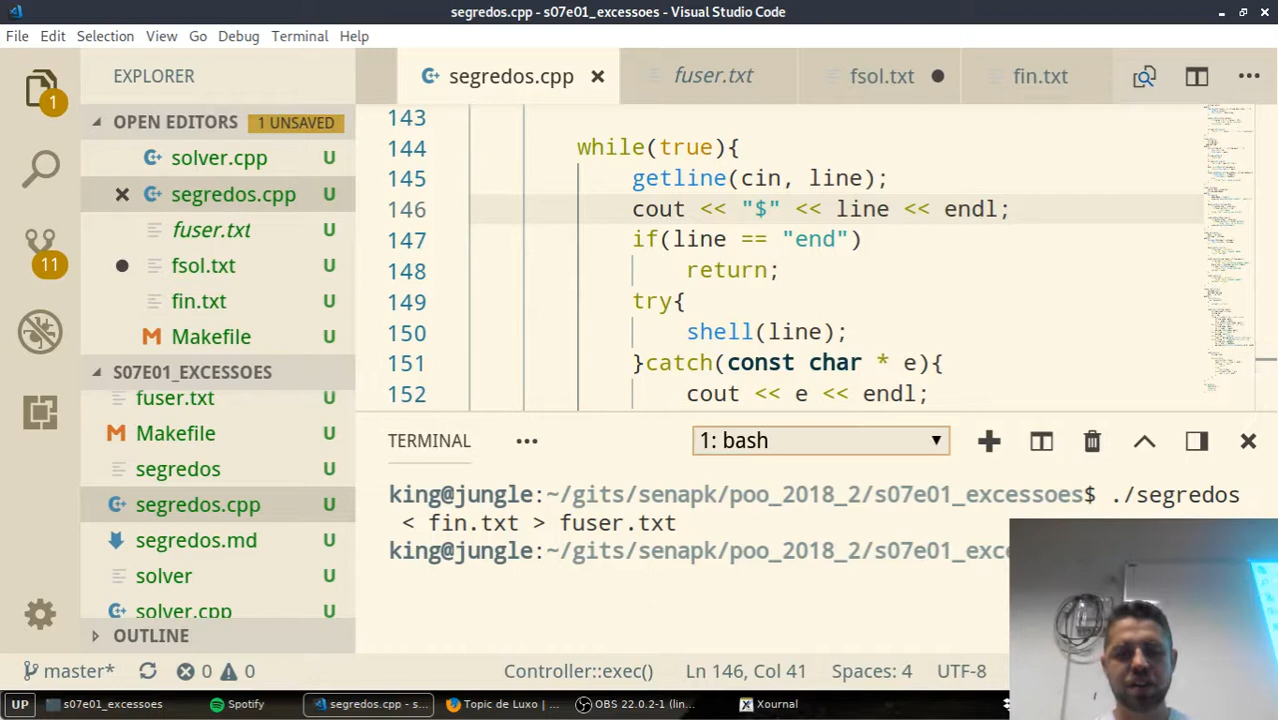 segredos.cpp - s07e01_excessoes - Visual Studio Code
File Edit Selection View Go Debug Terminal Help
EXPLORER
segredos.cpp
fuser.txt
fsol.txt
fin.txt
1
OPEN EDITORS 1 UNSAVED
solver.cpp U
segredos.cpp U
fuser.txt U
fsol.txt U
fin.txt U
Makefile U
11
S07E01_EXCESSOES
fuser.txt U
Makefile U
segredos U
segredos.cpp U
segredos.md U
solver U
solver.cpp U
OUTLINE
143
144 while(true){
145 getline(cin, line);
146 cout << "$" << line << endl;
147 if(line == "end")
148 return;
149 try{
150 shell(line);
151 }catch(const char * e){
152 cout << e << endl;
TERMINAL ... 1: bash
king@jungle:~/gits/senapk/poo_2018_2/s07e01_excessoes$ ./segredos
< fin.txt > fuser.txt
king@jungle:~/gits/senapk/poo_2018_2/s07e01_exce
master* 0 0 Controller::exec() Ln 146, Col 41 Spaces: 4 UTF-8
UP s07e01_excessoes Spotify segredos.cpp - s... Topic de Luxo |... OBS 22.0.2-1 (lin... Xournal